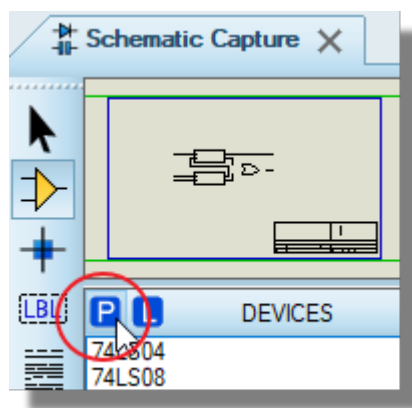 Schematic Capture
LBL
P L DEVICES
74LS04
74LS08